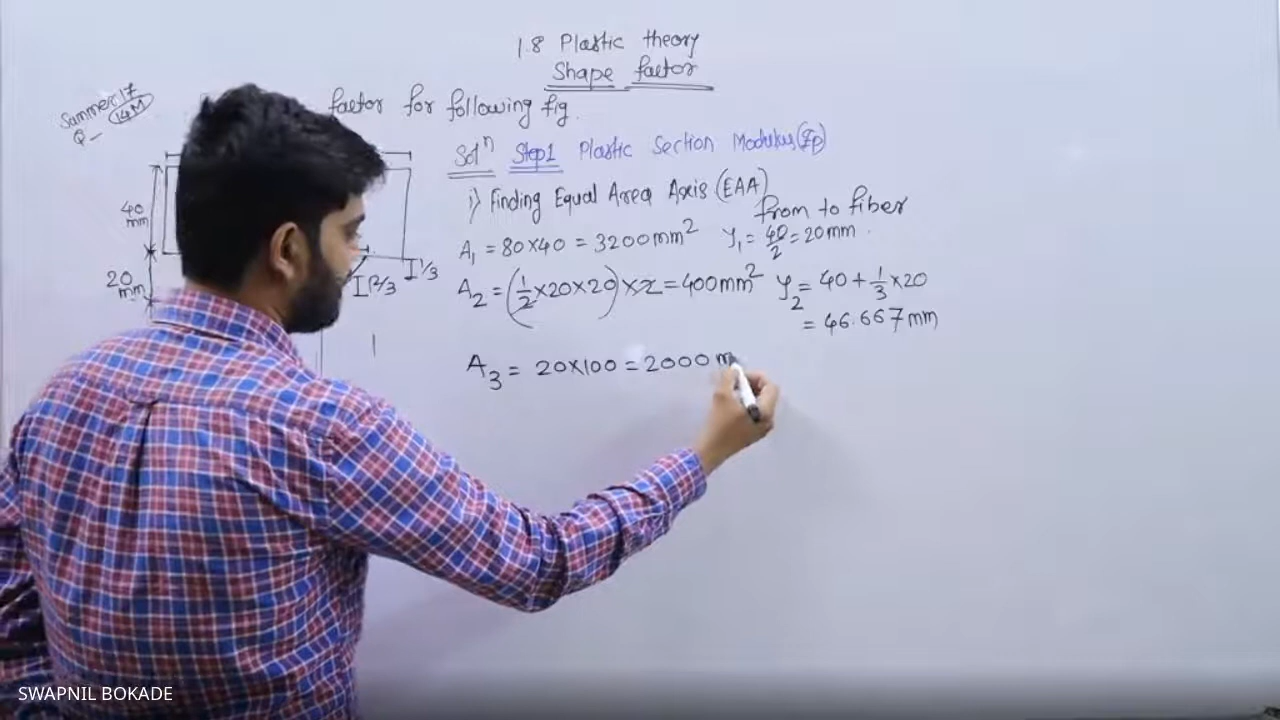 1.8 Plastic theory
Shape factor
Summer 17
Q- 14M
factor for following fig.
Solⁿ Step1 Plastic Section Modulus (Zp)
i) Finding Equal Area Axis (EAA)
from to fiber
A₁ = 80×40 = 3200mm² y₁ = 40/2 = 20mm.
A₂ = (1/2×20×20)×2 = 400mm² y₂ = 40+1/3×20
= 46.667mm
A₃ = 20×100 = 2000 m
40
mm
20
mm
1/3
2/3
SWAPNIL BOKADE